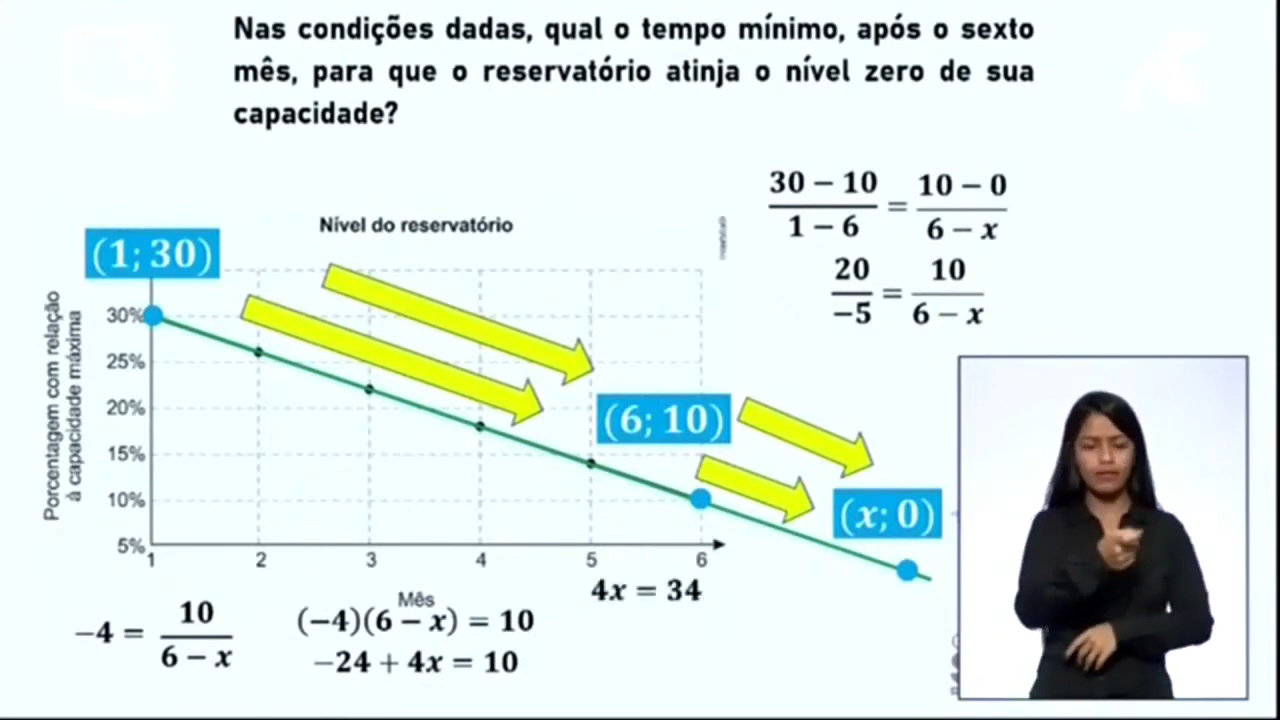 Nas condições dadas, qual o tempo mínimo, após o sexto
mês, para que o reservatório atinja o nível zero de sua
capacidade?
30 − 10 / 1 − 6 = 10 − 0 / 6 − x
20 / −5 = 10 / 6 − x
Nível do reservatório
(1; 30)
Porcentagem com relação
à capacidade máxima
30%
25%
20%
15%
10%
5%
(6; 10)
(x; 0)
1 2 3 4 5 6
Mês
4x = 34
−4 = 10 / 6 − x
(−4)(6 − x) = 10
−24 + 4x = 10